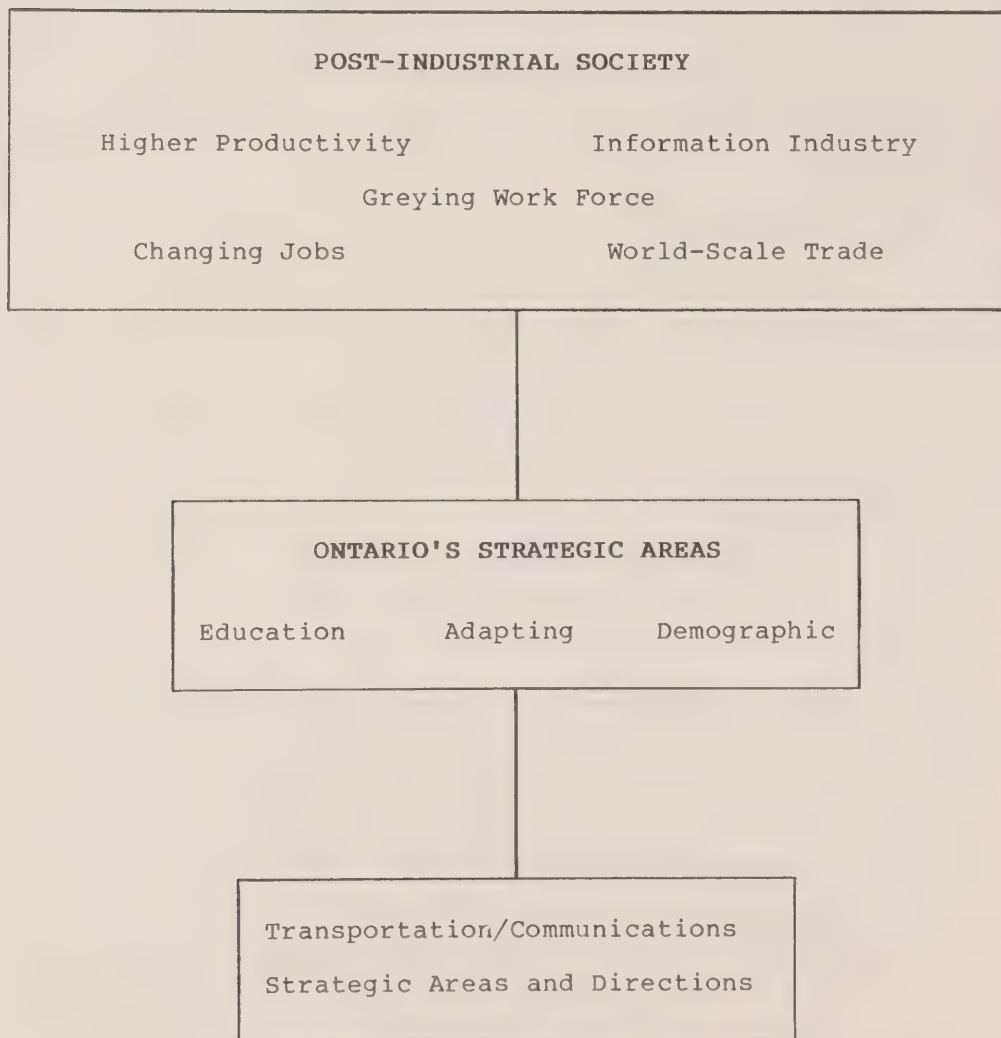 POST-INDUSTRIAL SOCIETY
Higher Productivity Information Industry
Greying Work Force
Changing Jobs World-Scale Trade
ONTARIO'S STRATEGIC AREAS
Education Adapting Demographic
Transportation/Communications
Strategic Areas and Directions